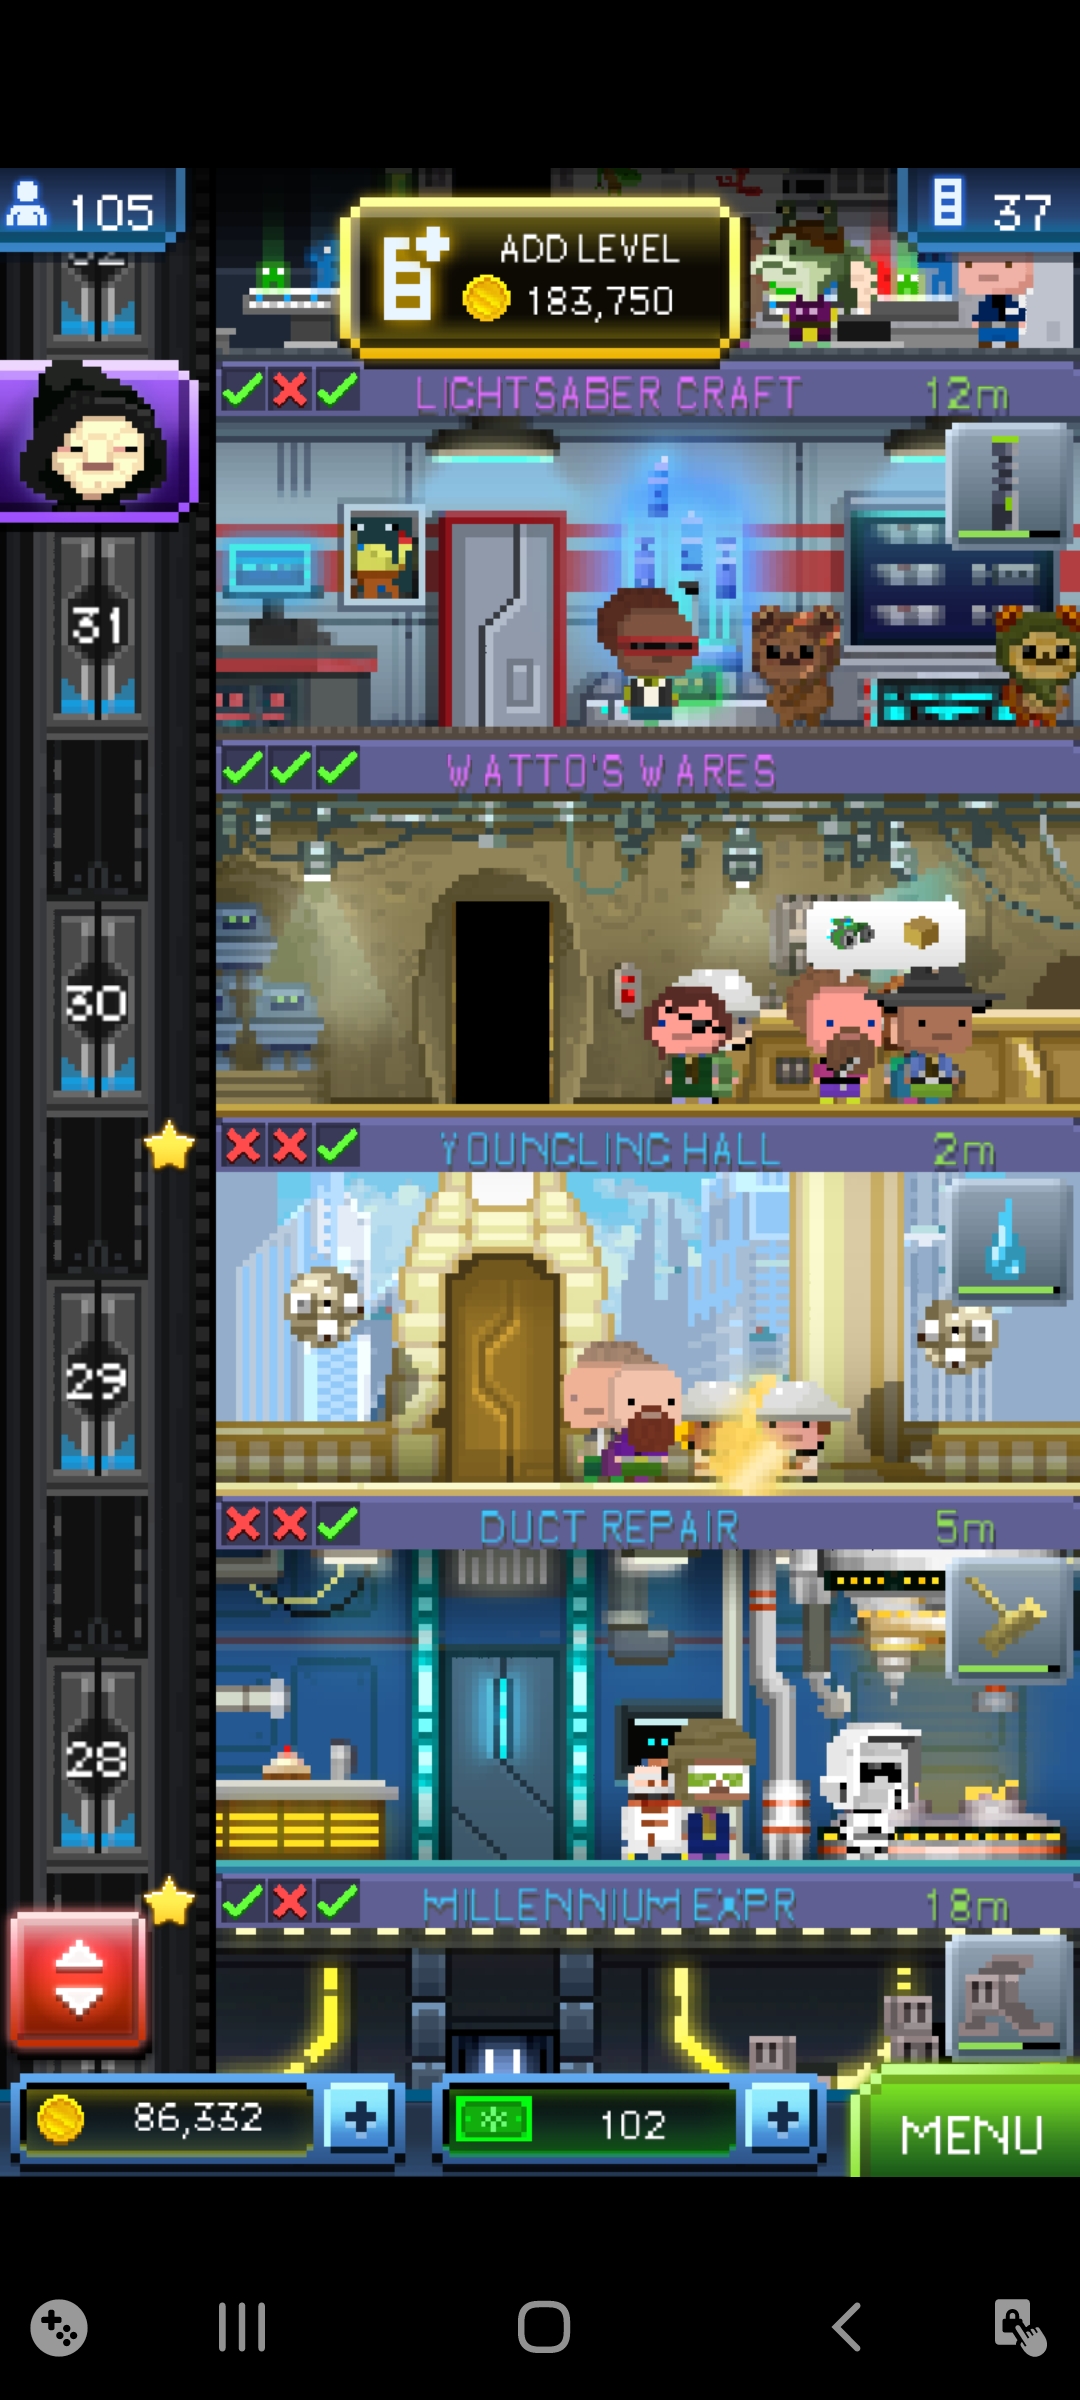 105
37
ADD LEVEL
183,750
32
LIGHTSABER CRAFT 12m
31
WATTO'S WARES
30
YOUNGLING HALL 2m
29
DUCT REPAIR 5m
28
MILLENNIUM EXPR 18m
86,332
102
MENU